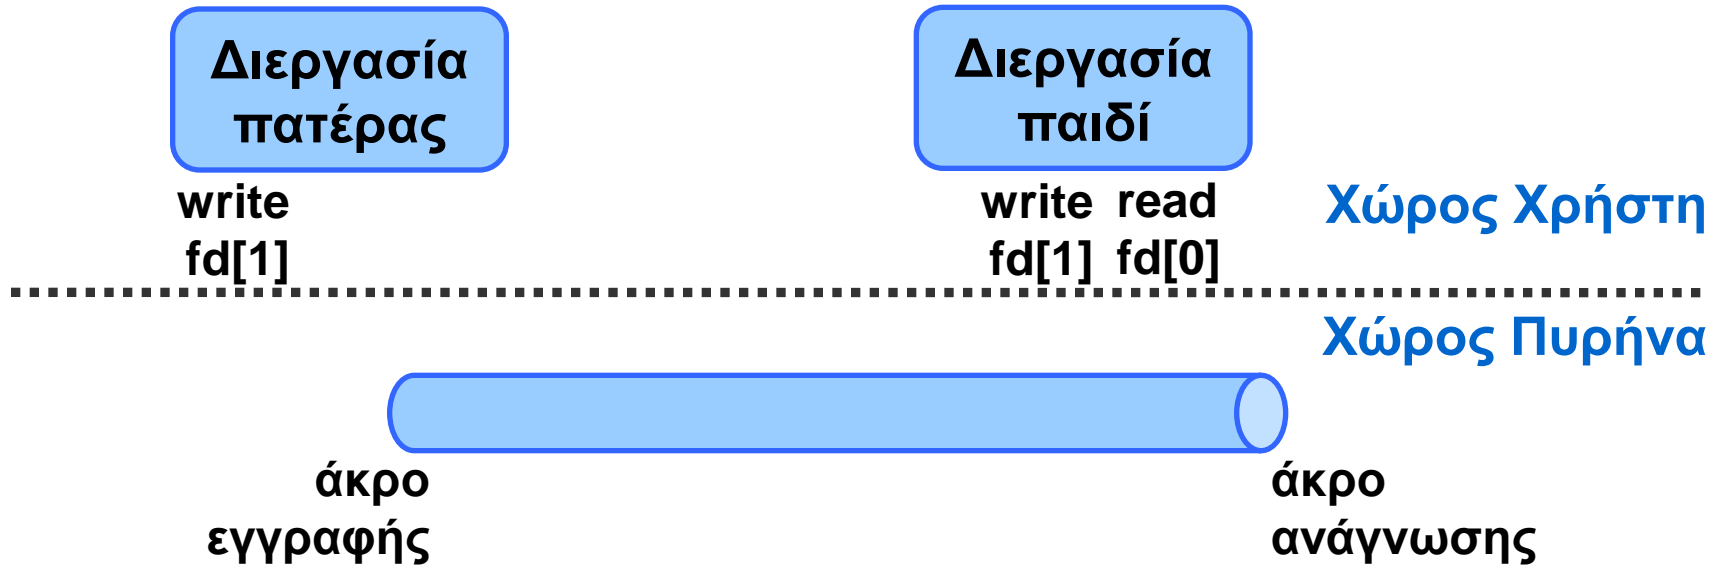 Διεργασία
πατέρας
Διεργασία
παιδί
write
fd[1]
write read
fd[1] fd[0]
Χώρος Χρήστη
Χώρος Πυρήνα
άκρο
εγγραφής
άκρο
ανάγνωσης